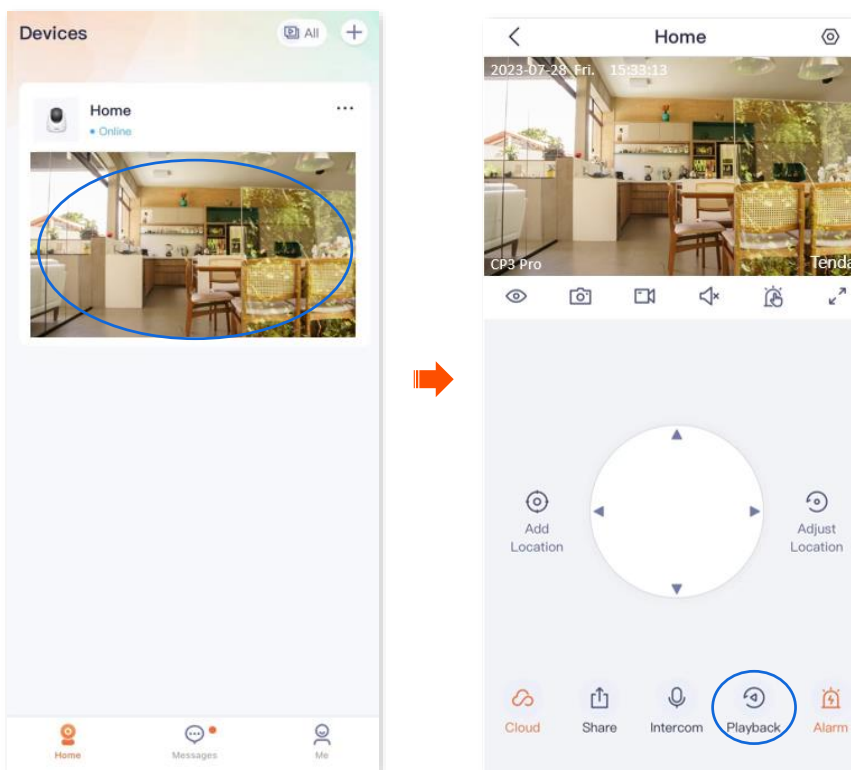 Devices
All
Home
• Online
Home
Messages
Me
Home
2023-07-28 Fri. 15:33:13
CP3 Pro
Tenda
Add
Location
Adjust
Location
Cloud
Share
Intercom
Playback
Alarm